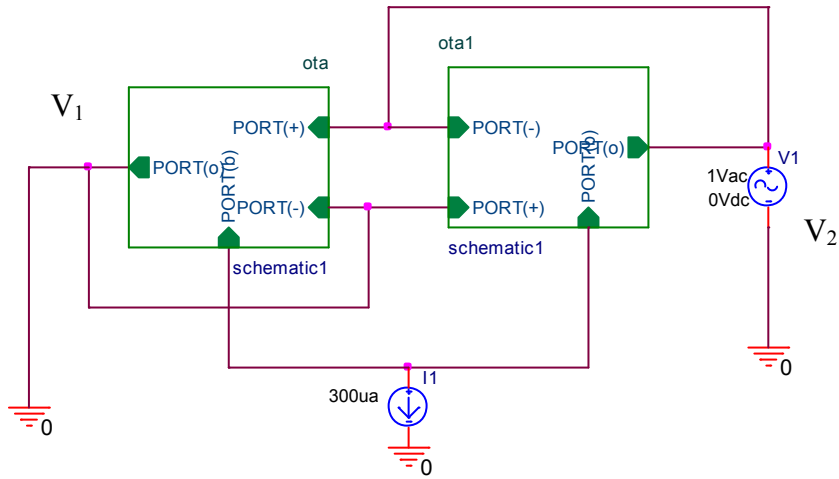 ota
ota1
V1
PORT(+)
PORT(-)
PORT(o)
PORT(b)
PORT(-)
PORT(+)
PORT(o)
PORT(b)
V1
1Vac
0Vdc
V2
schematic1
schematic1
I1
300ua
0
0
0